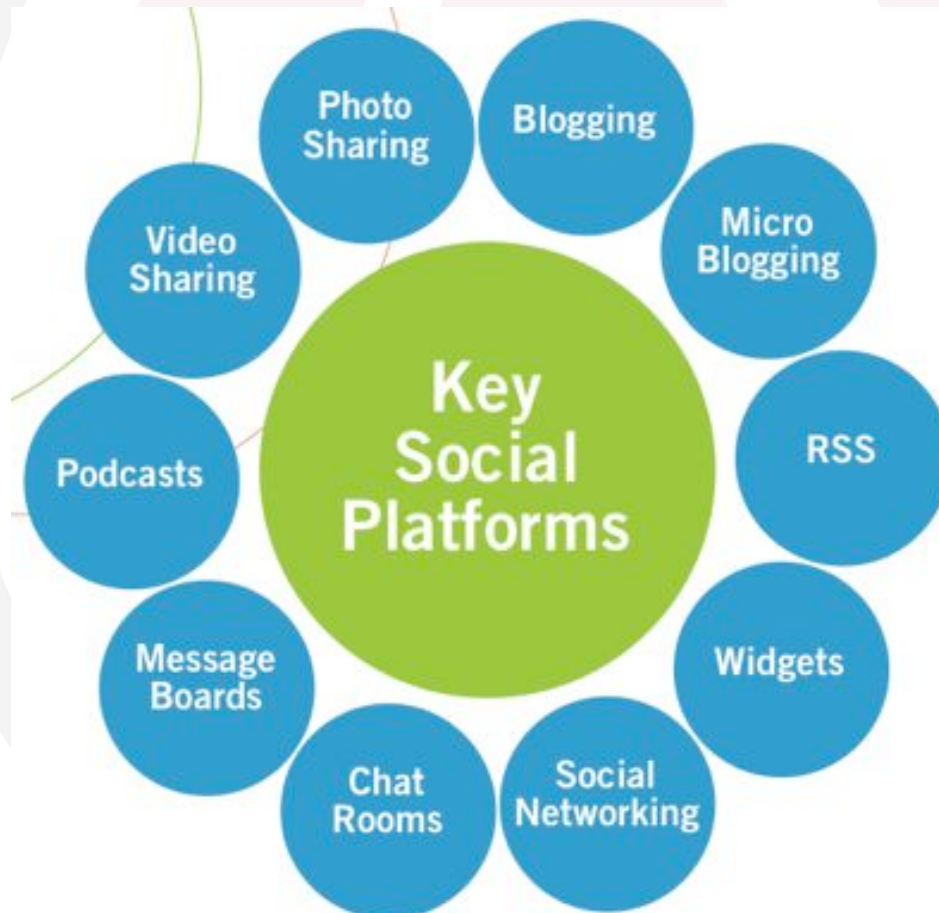 Key
Social
Platforms
Photo
Sharing
Blogging
Micro
Blogging
RSS
Widgets
Social
Networking
Chat
Rooms
Message
Boards
Podcasts
Video
Sharing